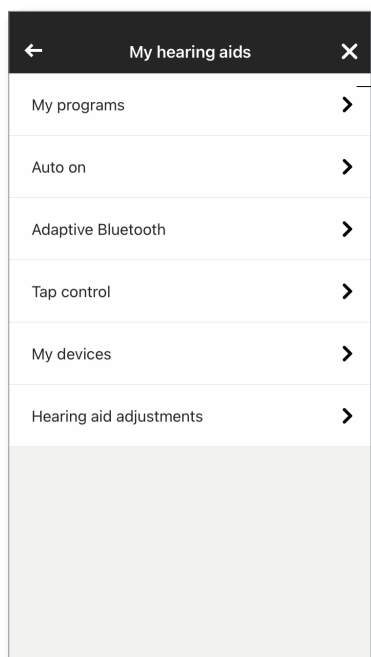 My hearing aids
My programs
Auto on
Adaptive Bluetooth
Tap control
My devices
Hearing aid adjustments